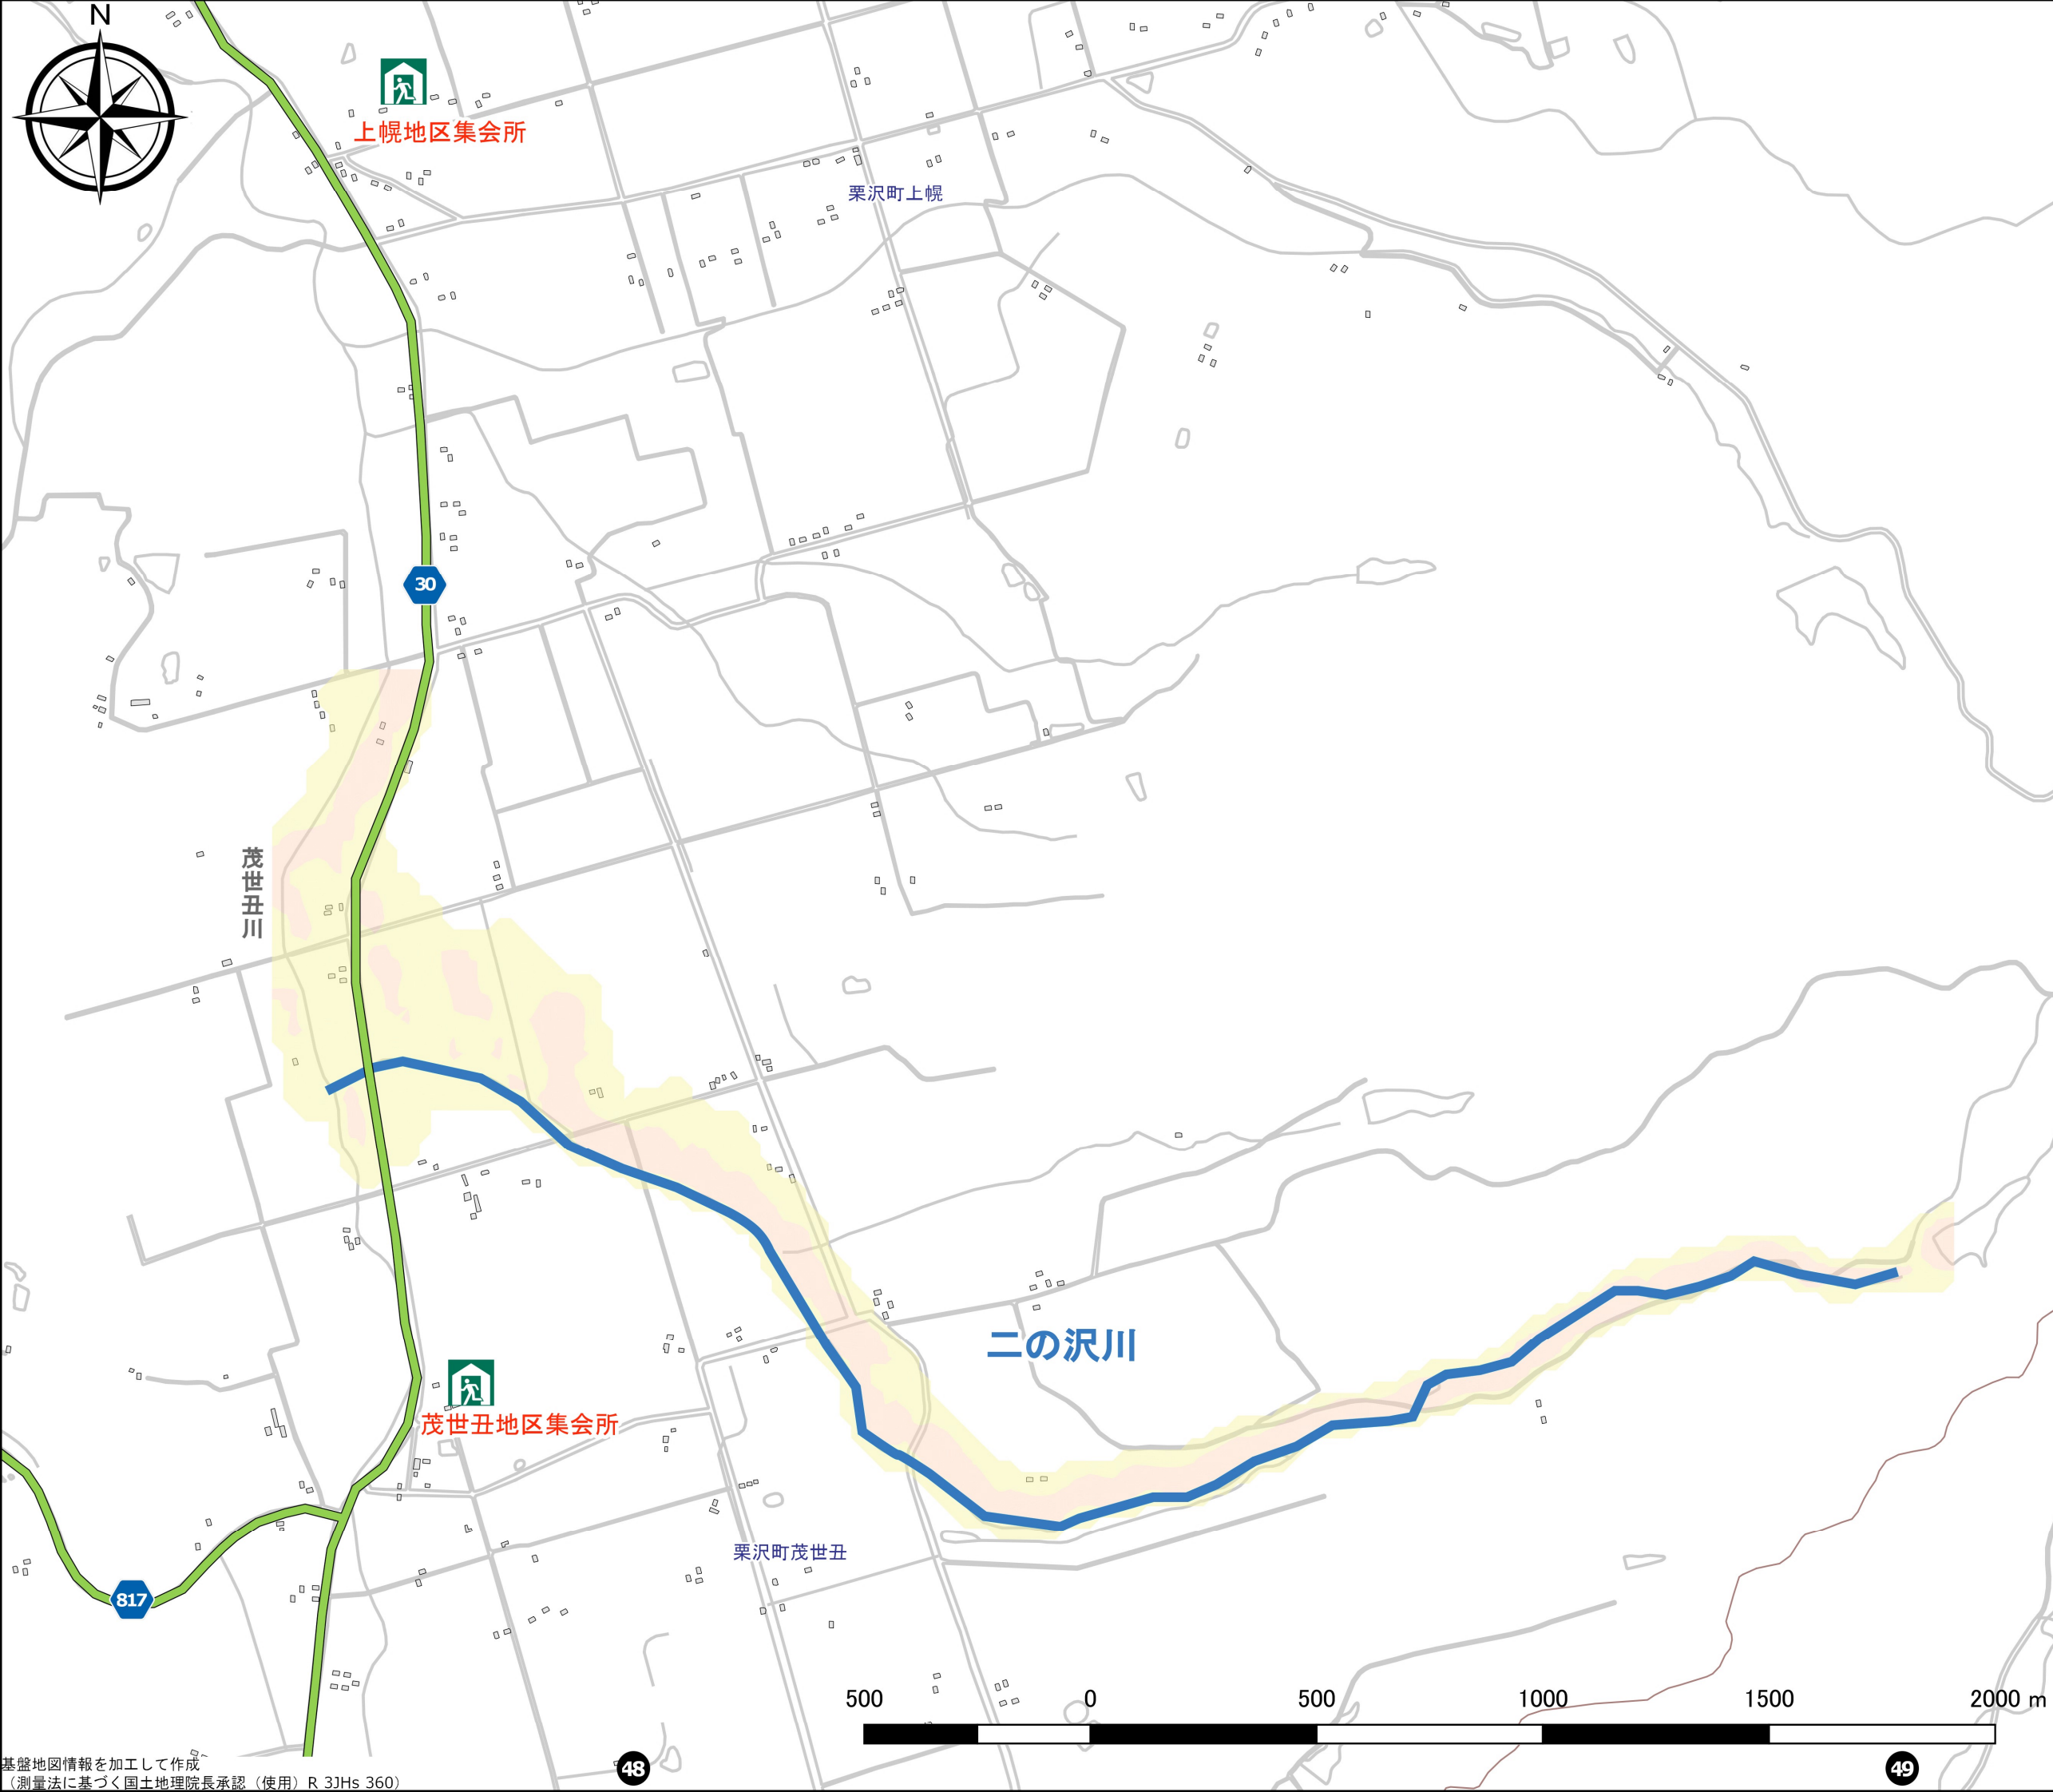 N
上幌地区集会所
栗沢町上幌
30
茂世丑川
二の沢川
茂世丑地区集会所
栗沢町茂世丑
817
500 0 500 1000 1500 2000 m
基盤地図情報を加工して作成
（測量法に基づく国土地理院長承認（使用）R 3JHs 360）
48
49